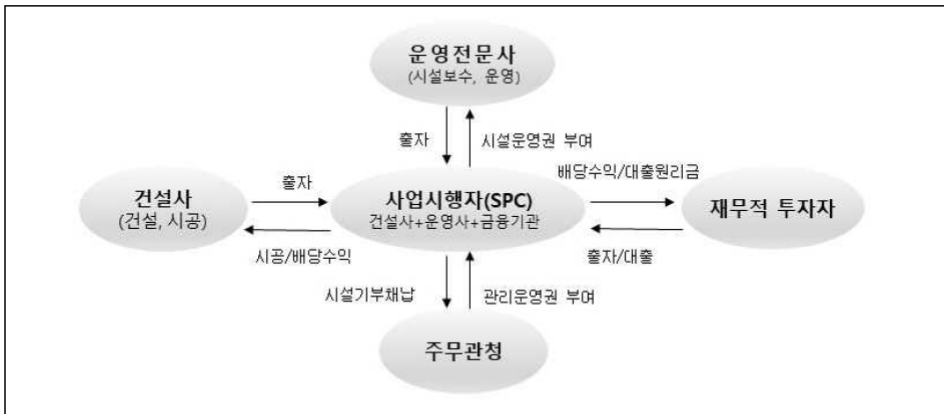 운영전문사
(시설보수, 운영)
출자
시설운영권 부여
배당수익/대출원리금
건설사
(건설, 시공)
출자
사업시행자(SPC)
건설사+운영사+금융기관
재무적 투자자
시공/배당수익
출자/대출
시설기부채납
관리운영권 부여
주무관청